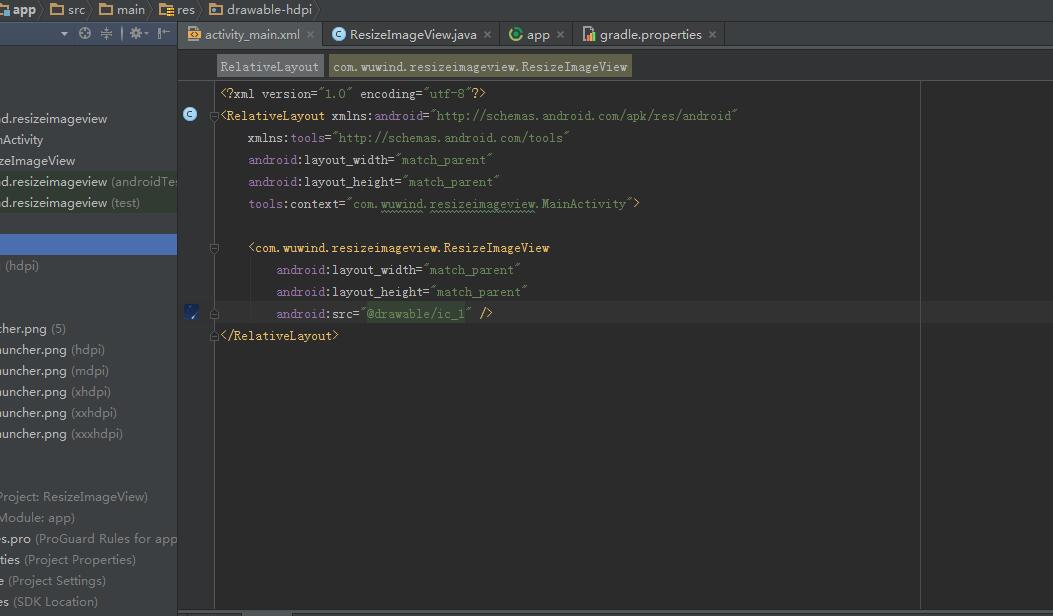 app src main res drawable-hdpi
activity_main.xml ResizeImageView.java app gradle.properties
RelativeLayout com.wuwind.resizeimageview.ResizeImageView
<?xml version="1.0" encoding="utf-8"?>
<RelativeLayout xmlns:android="http://schemas.android.com/apk/res/android"
xmlns:tools="http://schemas.android.com/tools"
android:layout_width="match_parent"
android:layout_height="match_parent"
tools:context="com.wuwind.resizeimageview.MainActivity">
<com.wuwind.resizeimageview.ResizeImageView
android:layout_width="match_parent"
android:layout_height="match_parent"
android:src="@drawable/ic_1" />
</RelativeLayout>
nd.resizeimageview
nActivity
zeImageView
nd.resizeimageview (androidTes
nd.resizeimageview (test)
(hdpi)
cher.png (5)
uncher.png (hdpi)
uncher.png (mdpi)
uncher.png (xhdpi)
uncher.png (xxhdpi)
uncher.png (xxxhdpi)
Project: ResizeImageView)
Module: app)
es.pro (ProGuard Rules for app
ties (Project Properties)
e (Project Settings)
es (SDK Location)